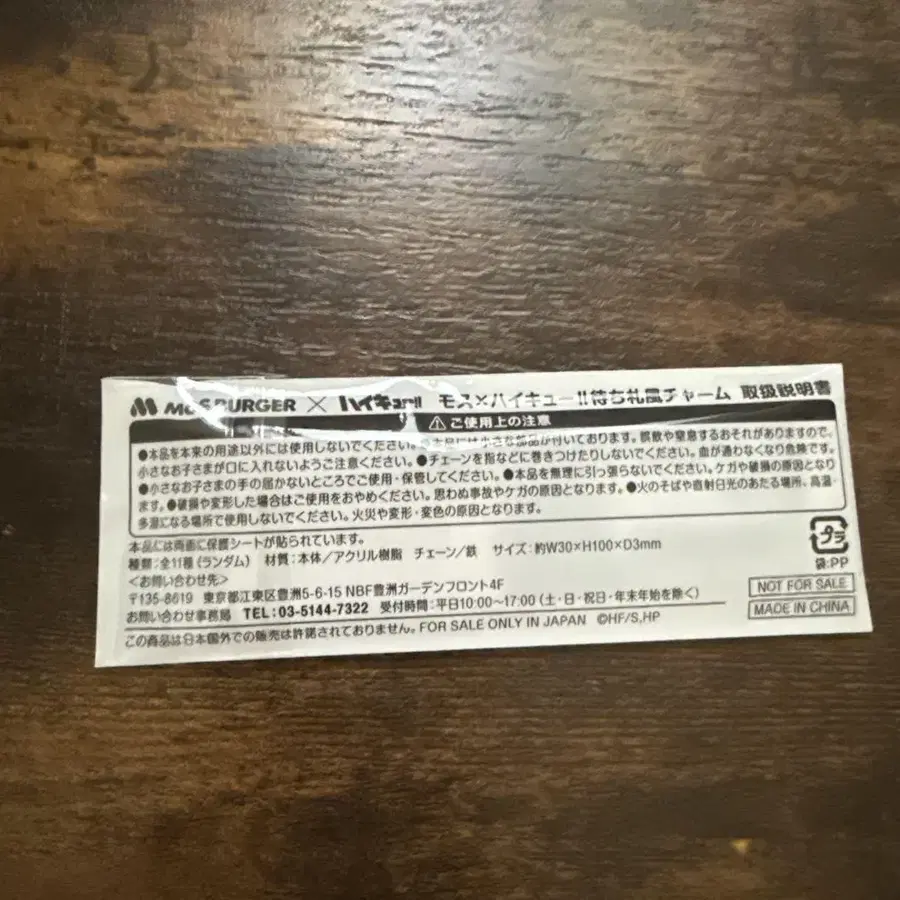 MOS BURGER × ハイキュー!! モス×ハイキュー!!待ち札風チャーム 取扱説明書
⚠ご使用上の注意
●本品を本来の用途以外には使用しないでください。●本品には小さな部品が付いております。誤飲や窒息するおそれがありますので、
小さなお子さまが口に入れないようご注意ください。●チェーンを指などに巻きつけたりしないでください。血が通わなくなり危険です。
●小さなお子さまの手の届かないところでご使用・保管してください。●本品を無理に引っ張らないでください。ケガや破損の原因となり
ます。●破損や変形した場合はご使用をおやめください。思わぬ事故やケガの原因となります。●火のそばや直射日光のあたる場所、高温・
多湿になる場所で使用しないでください。火災や変形・変色の原因となります。
本品には両面に保護シートが貼られています。
種類：全11種（ランダム） 材質：本体／アクリル樹脂 チェーン／鉄 サイズ：約W30×H100×D3mm
＜お問い合わせ先＞
〒135-8619 東京都江東区豊洲5-6-15 NBF豊洲ガーデンフロント4F
お問い合わせ事務局 TEL：03-5144-7322 受付時間：平日10:00～17:00（土・日・祝日・年末年始を除く）
この商品は日本国外での販売は許諾されておりません。FOR SALE ONLY IN JAPAN ©HF/S,HP
プラ
袋:PP
NOT FOR SALE
MADE IN CHINA